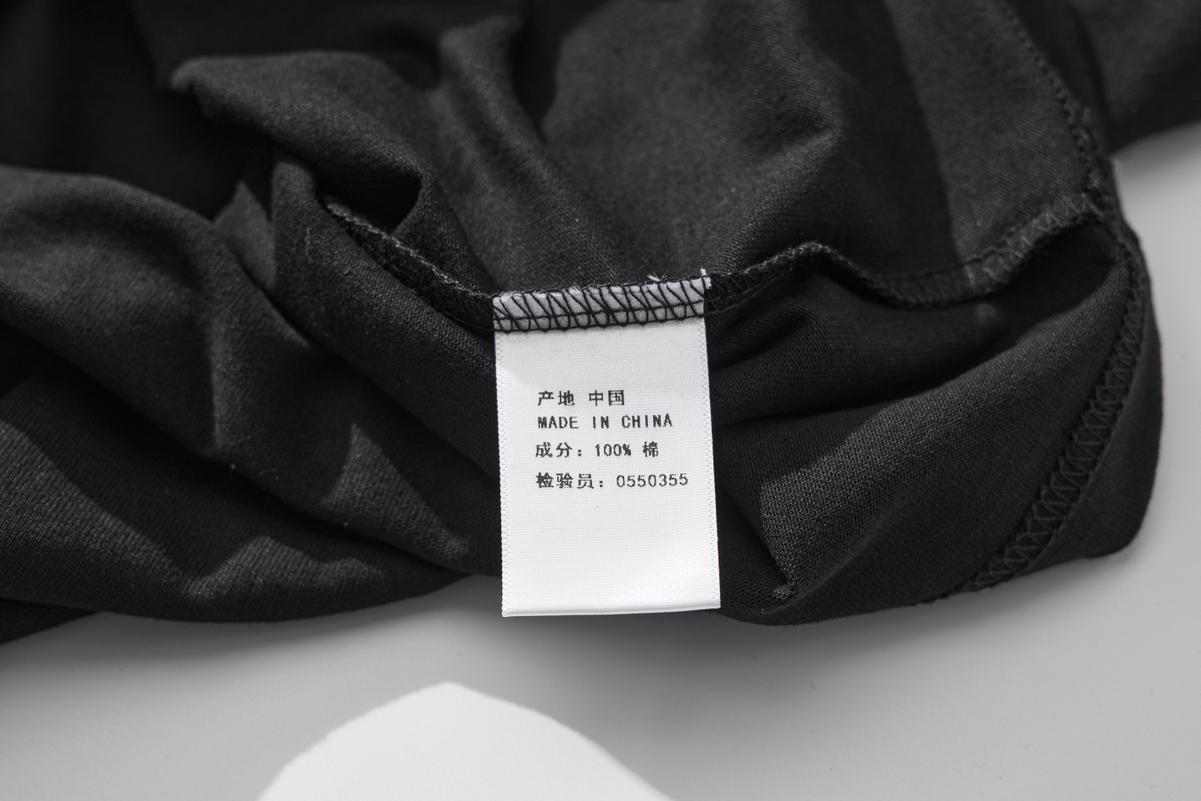 产地 中国
MADE IN CHINA
成分：100% 棉
检验员：0550355